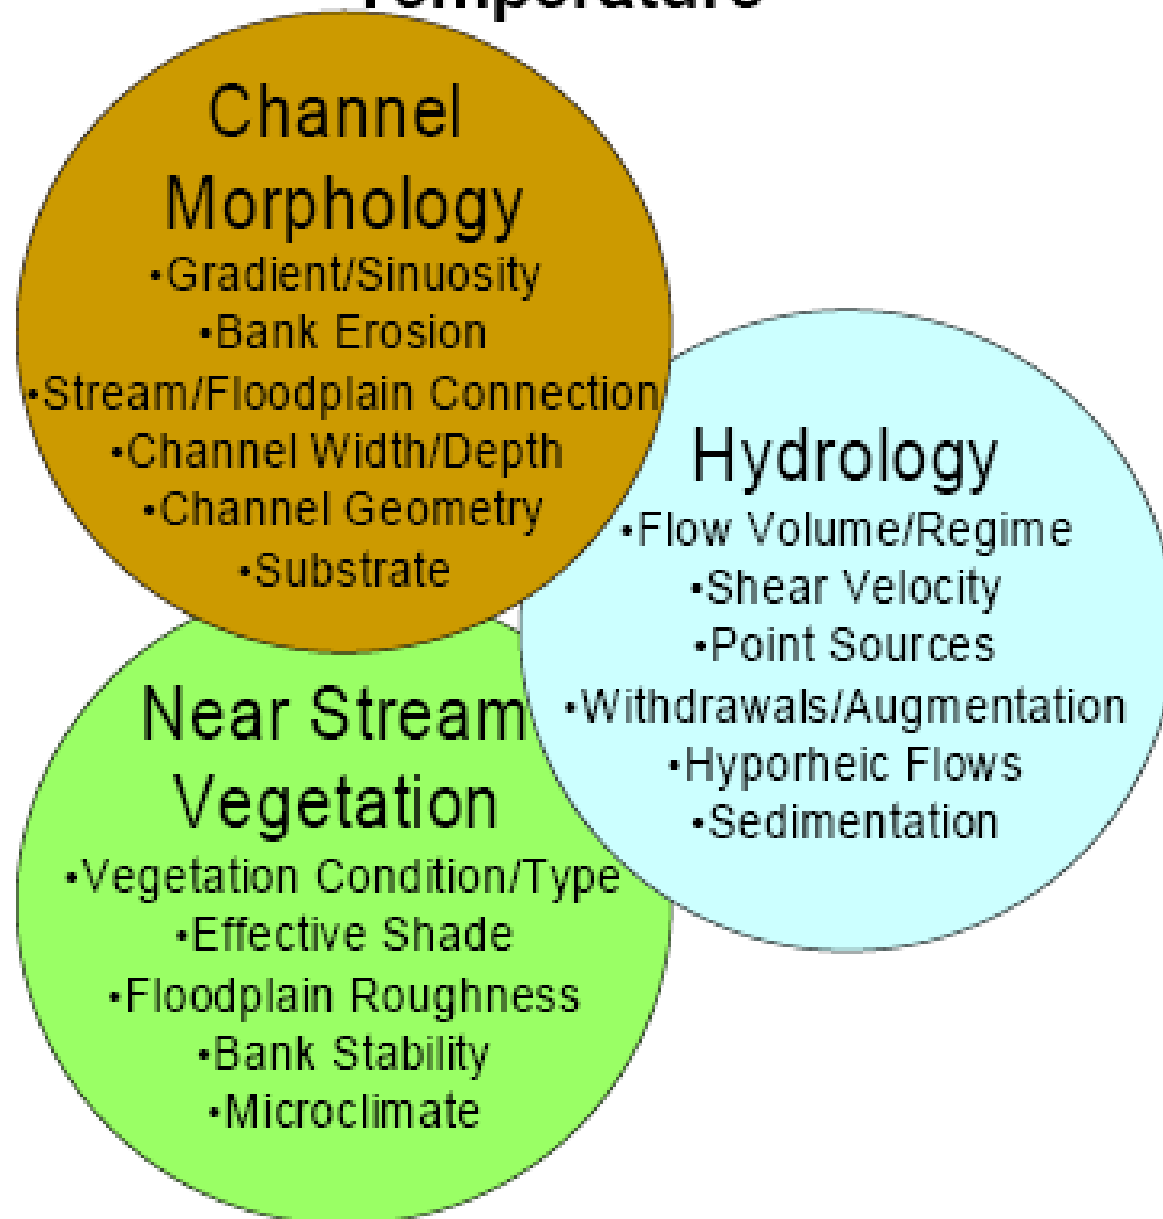 Temperature
Channel
Morphology
•Gradient/Sinuosity
•Bank Erosion
•Stream/Floodplain Connection
•Channel Width/Depth
•Channel Geometry
•Substrate
Hydrology
•Flow Volume/Regime
•Shear Velocity
•Point Sources
•Withdrawals/Augmentation
•Hyporheic Flows
•Sedimentation
Near Stream
Vegetation
•Vegetation Condition/Type
•Effective Shade
•Floodplain Roughness
•Bank Stability
•Microclimate